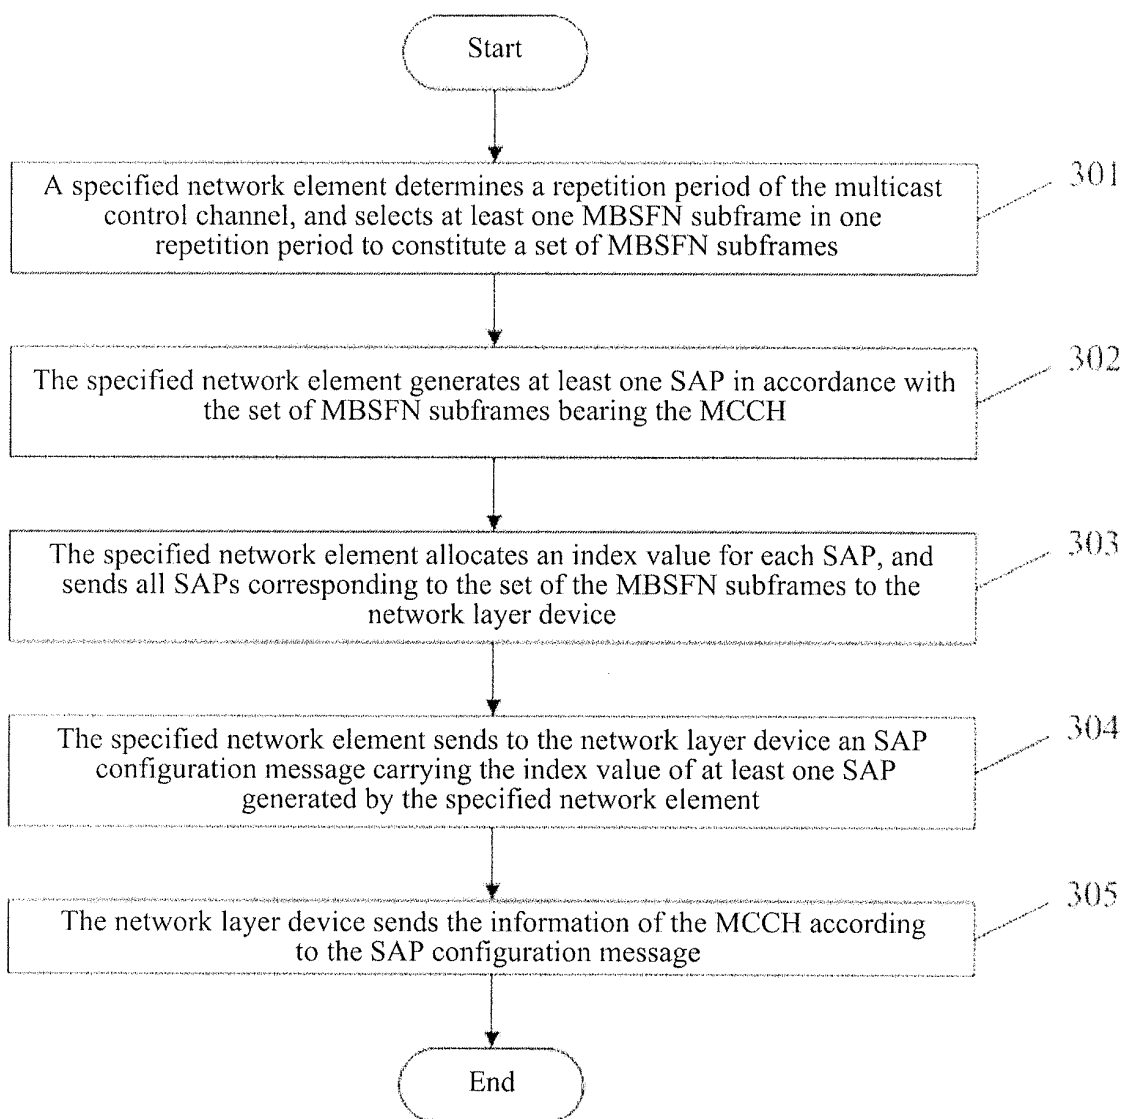 Start
A specified network element determines a repetition period of the multicast
control channel, and selects at least one MBSFN subframe in one
repetition period to constitute a set of MBSFN subframes
301
The specified network element generates at least one SAP in accordance with
the set of MBSFN subframes bearing the MCCH
302
The specified network element allocates an index value for each SAP, and
sends all SAPs corresponding to the set of the MBSFN subframes to the
network layer device
303
The specified network element sends to the network layer device an SAP
configuration message carrying the index value of at least one SAP
generated by the specified network element
304
The network layer device sends the information of the MCCH according
to the SAP configuration message
305
End